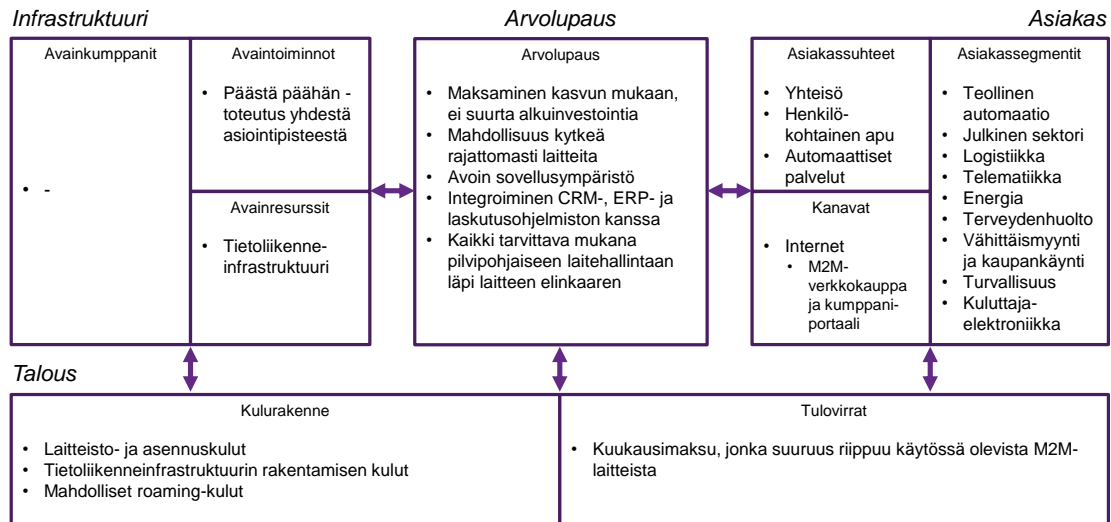 Infrastruktuuri
Arvolupaus
Asiakas
Avainkumppanit
• -
Avaintoiminnot
• Päästä päähän -
toteutus yhdestä
asiointipisteestä
Avainresurssit
• Tietoliikenne-
infrastruktuuri
Arvolupaus
• Maksaminen kasvun mukaan,
ei suurta alkuinvestointia
• Mahdollisuus kytkeä
rajattomasti laitteita
• Avoin sovellusympäristö
• Integroiminen CRM-, ERP- ja
laskutusohjelmiston kanssa
• Kaikki tarvittava mukana
pilvipohjaiseen laitehallintaan
läpi laitteen elinkaaren
Asiakassuhteet
• Yhteisö
• Henkilö-
kohtainen apu
• Automaattiset
palvelut
Kanavat
• Internet
• M2M-
verkkokauppa
ja kumppani-
portaali
Asiakassegmentit
• Teollinen
automaatio
• Julkinen sektori
• Logistiikka
• Telematiikka
• Energia
• Terveydenhuolto
• Vähittäismyynti
ja kaupankäynti
• Turvallisuus
• Kuluttaja-
elektroniikka
Talous
Kulurakenne
• Laitteisto- ja asennuskulut
• Tietoliikenneinfrastruktuurin rakentamisen kulut
• Mahdolliset roaming-kulut
Tulovirrat
• Kuukausimaksu, jonka suuruus riippuu käytössä olevista M2M-
laitteista